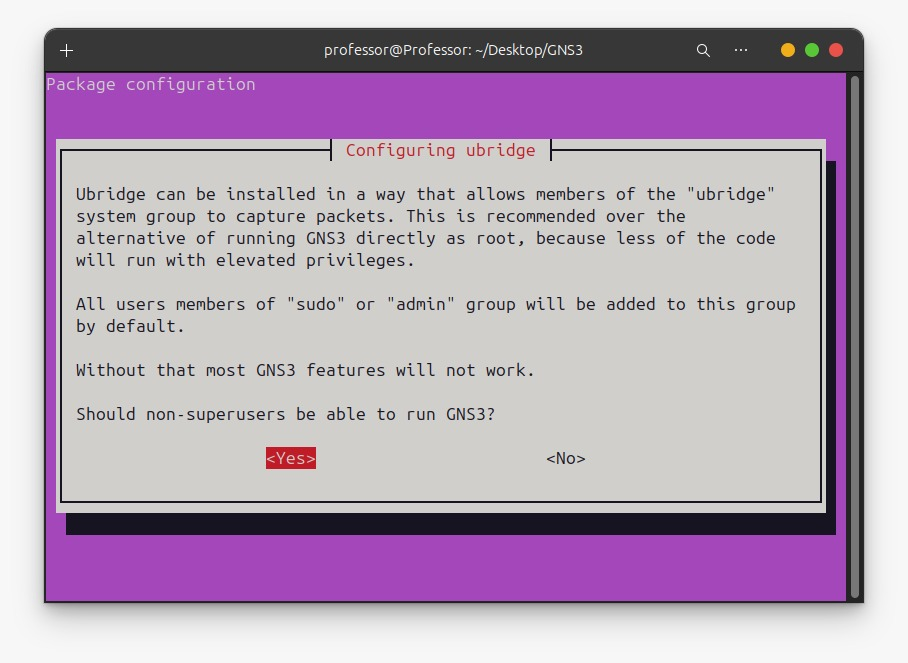 professor@Professor: ~/Desktop/GNS3
Package configuration
Configuring ubridge
Ubridge can be installed in a way that allows members of the "ubridge"
system group to capture packets. This is recommended over the
alternative of running GNS3 directly as root, because less of the code
will run with elevated privileges.
All users members of "sudo" or "admin" group will be added to this group
by default.
Without that most GNS3 features will not work.
Should non-superusers be able to run GNS3?
<Yes> <No>